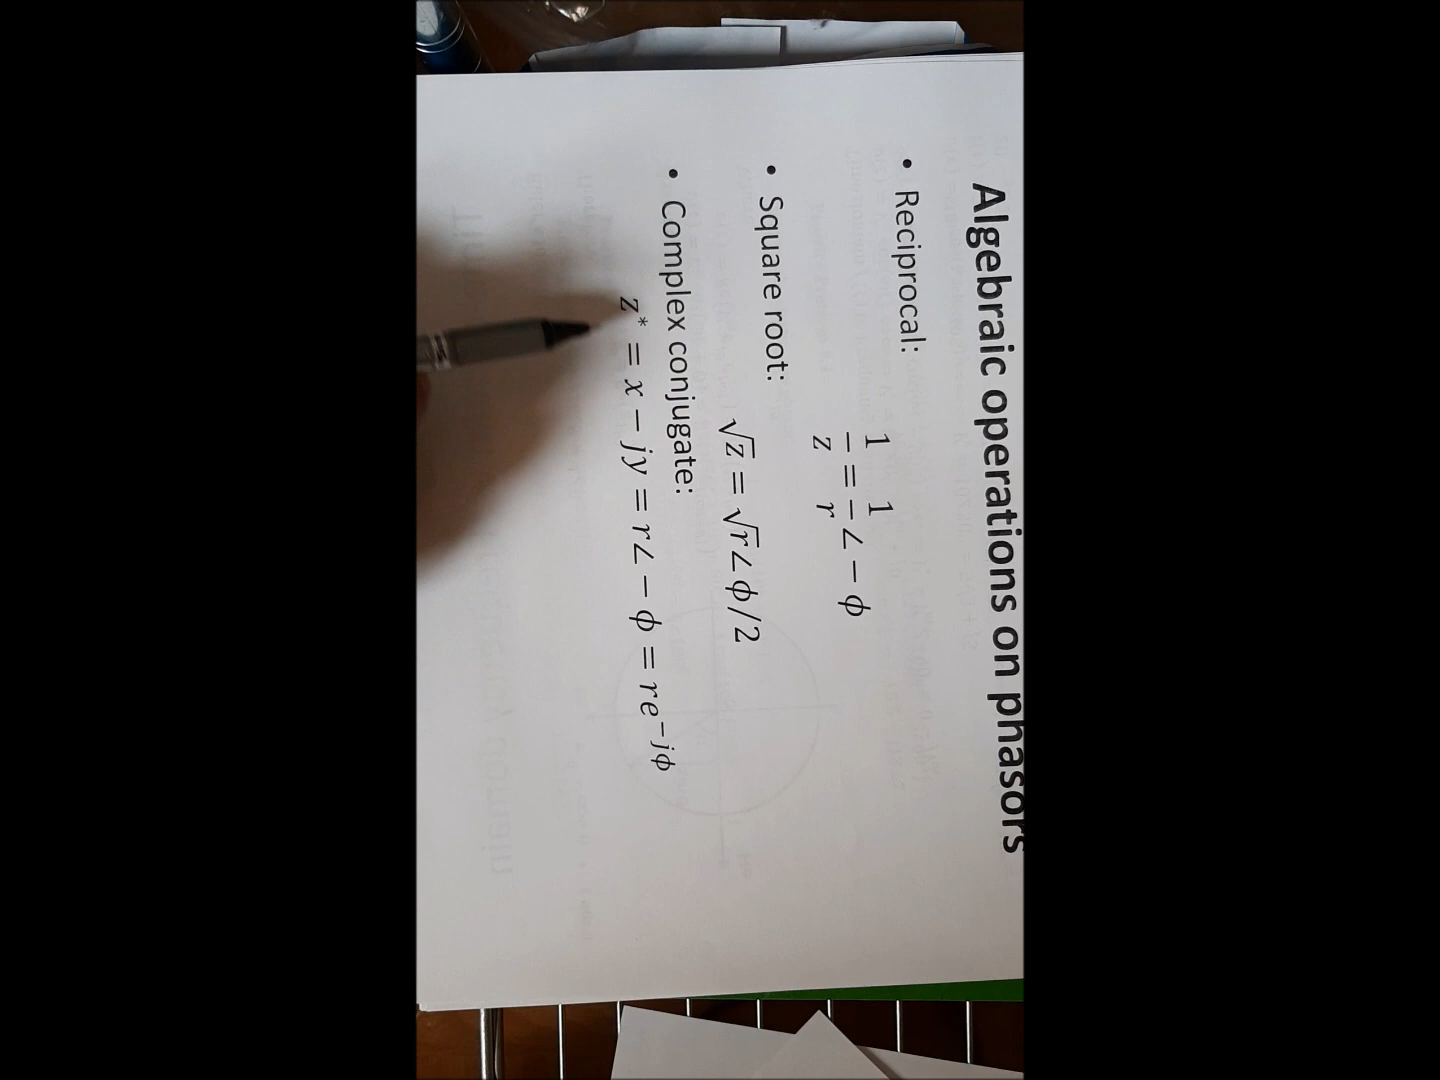 Algebraic operations on phasors
• Reciprocal:
1/z = 1/r ∠ − ϕ
• Square root:
√z = √r∠ϕ/2
• Complex conjugate:
z* = x − jy = r∠ − ϕ = re^−jϕ